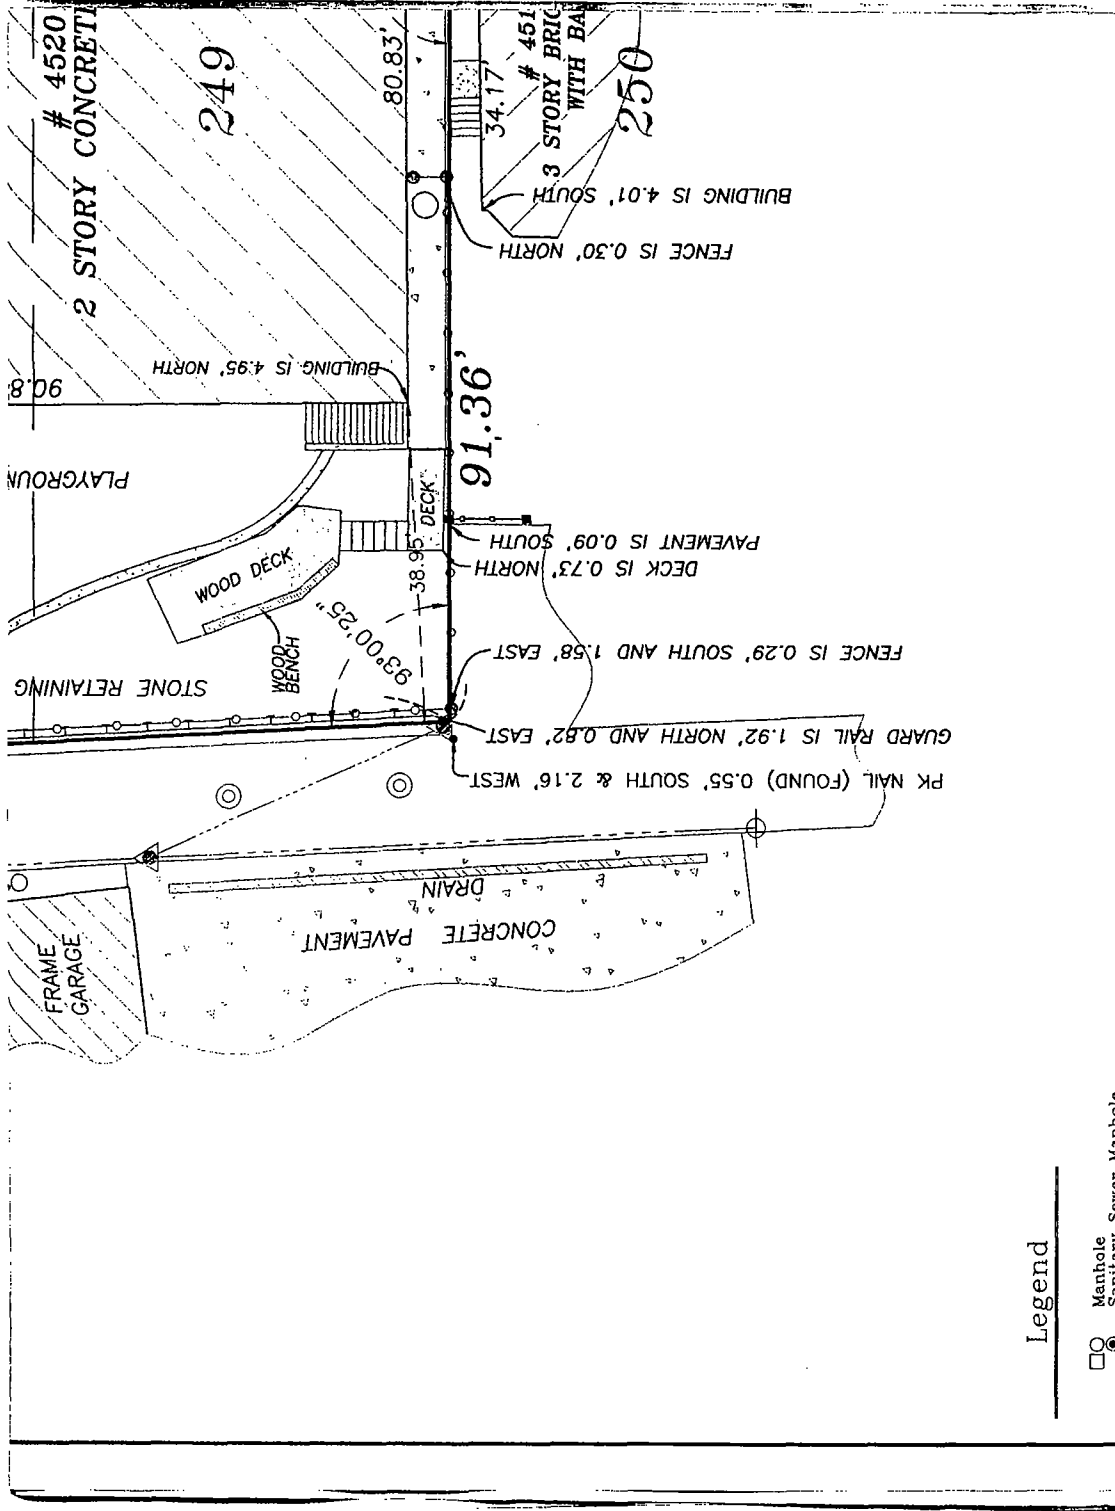 # 4520
2 STORY CONCRET
249
80.83'
34.17'
# 451
3 STORY BRIC
WITH BA
250
BUILDING IS 4.01' SOUTH
FENCE IS 0.30' NORTH
BUILDING IS 4.95' NORTH
90.8
91.36'
PLAYGROUN
DECK
PAVEMENT IS 0.09' SOUTH
DECK IS 0.73' NORTH
38.95
WOOD DECK
93°00'25"
WOOD
BENCH
FENCE IS 0.29' SOUTH AND 1.58' EAST
STONE RETAINING
GUARD RAIL IS 1.92' NORTH AND 0.82' EAST
PK NAIL (FOUND) 0.55' SOUTH & 2.16' WEST
DRAIN
CONCRETE PAVEMENT
FRAME
GARAGE
Legend
Manhole
Sanitary Sewer Manhole